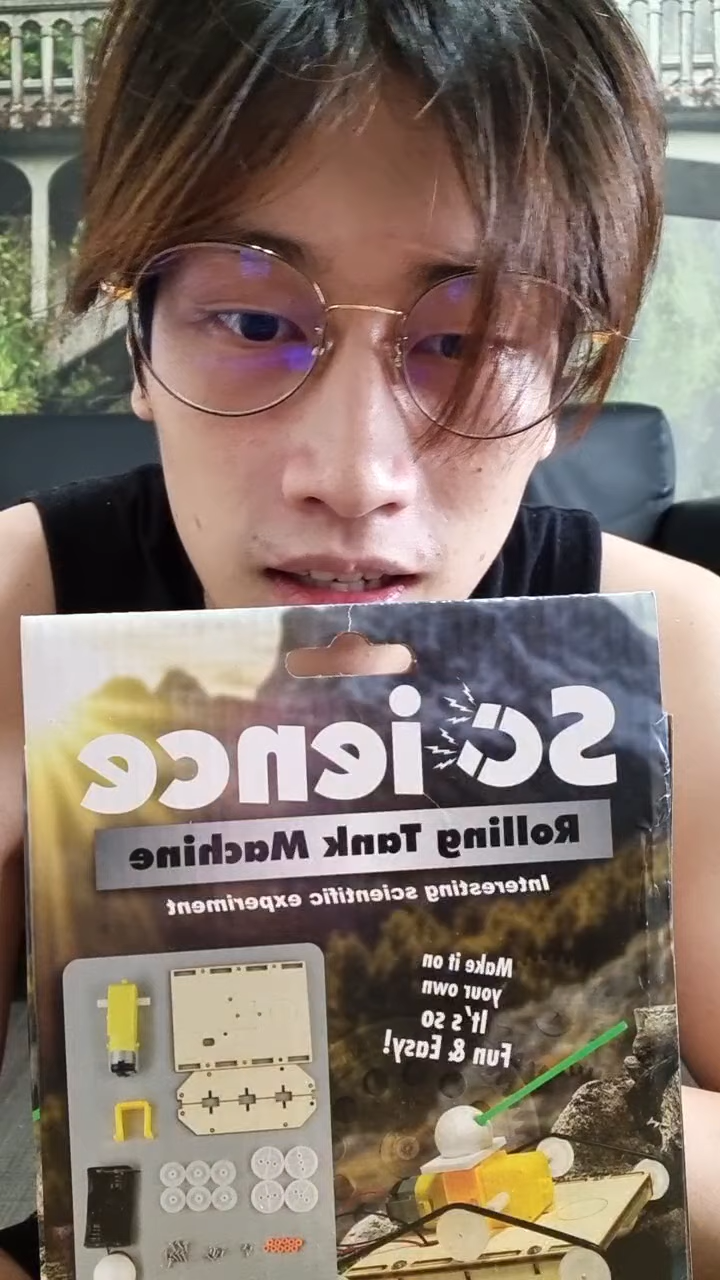 Science
Rolling Tank Machine
Interesting scientific experiment
Make it on
your own
It's so
Fun & Easy!